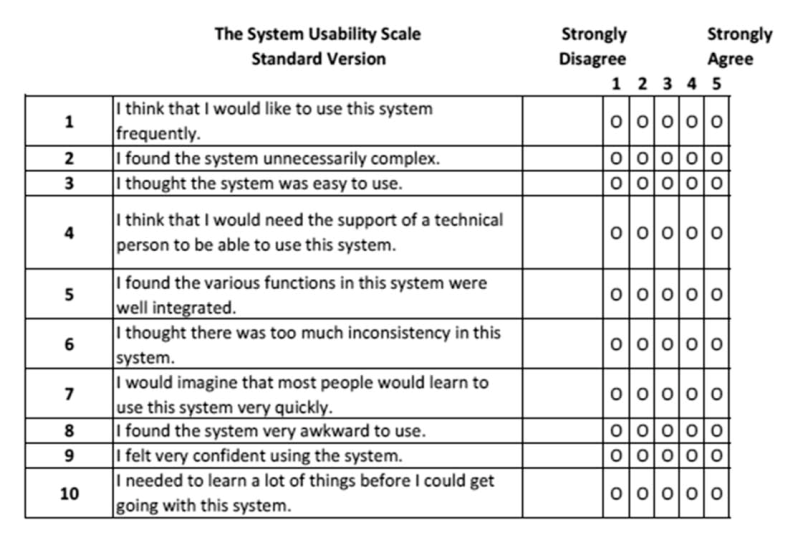 The System Usability Scale Strongly Strongly
Standard Version Disagree Agree
1 2 3 4 5
I think that I would like to use this system
1 O O O O O
frequently.
2 I found the system unnecessarily complex. O O O O O
3 I thought the system was easy to use. O O O O O
I think that I would need the support of a technical
4 O O O O O
person to be able to use this system.
I found the various functions in this system were
5 O O O O O
well integrated.
I thought there was too much inconsistency in this
6 O O O O O
system.
I would imagine that most people would learn to
7 O O O O O
use this system very quickly.
8 I found the system very awkward to use. O O O O O
9 I felt very confident using the system. O O O O O
I needed to learn a lot of things before I could get
10 O O O O O
going with this system.